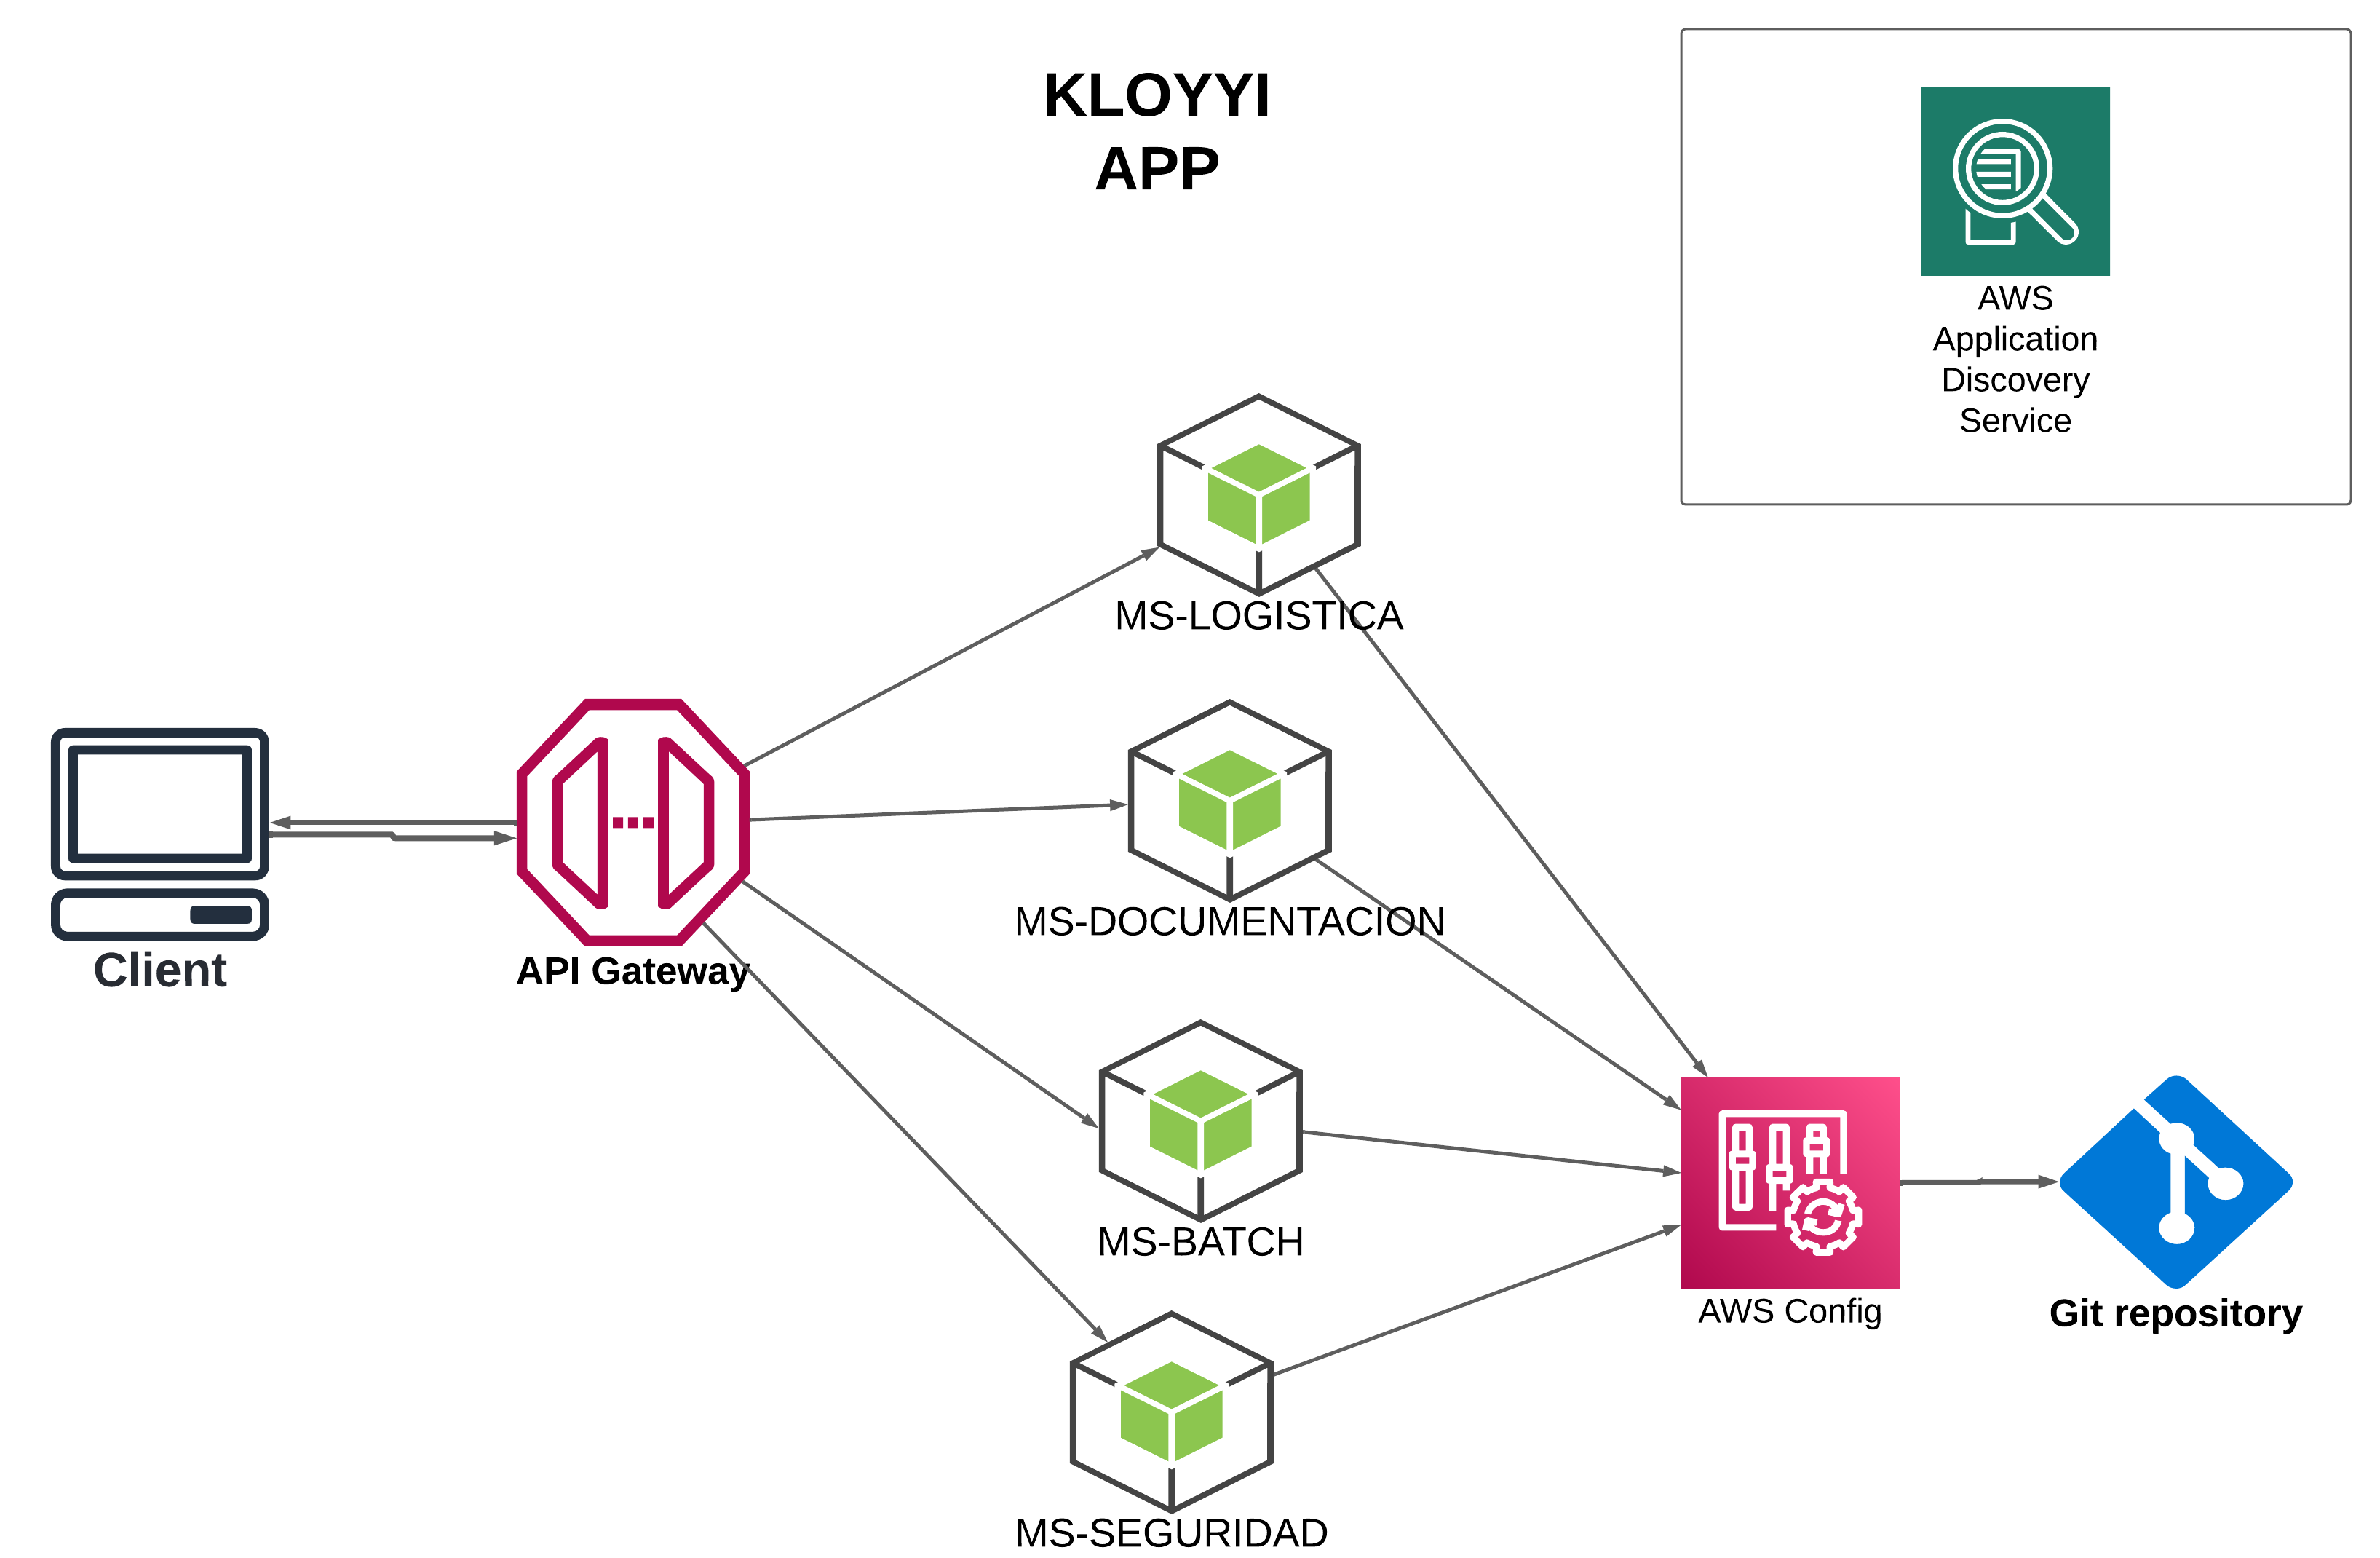 KLOYYI
APP
AWS
Application
Discovery
Service
MS-LOGISTICA
MS-DOCUMENTACION
Client
API Gateway
MS-BATCH
AWS Config
Git repository
MS-SEGURIDAD